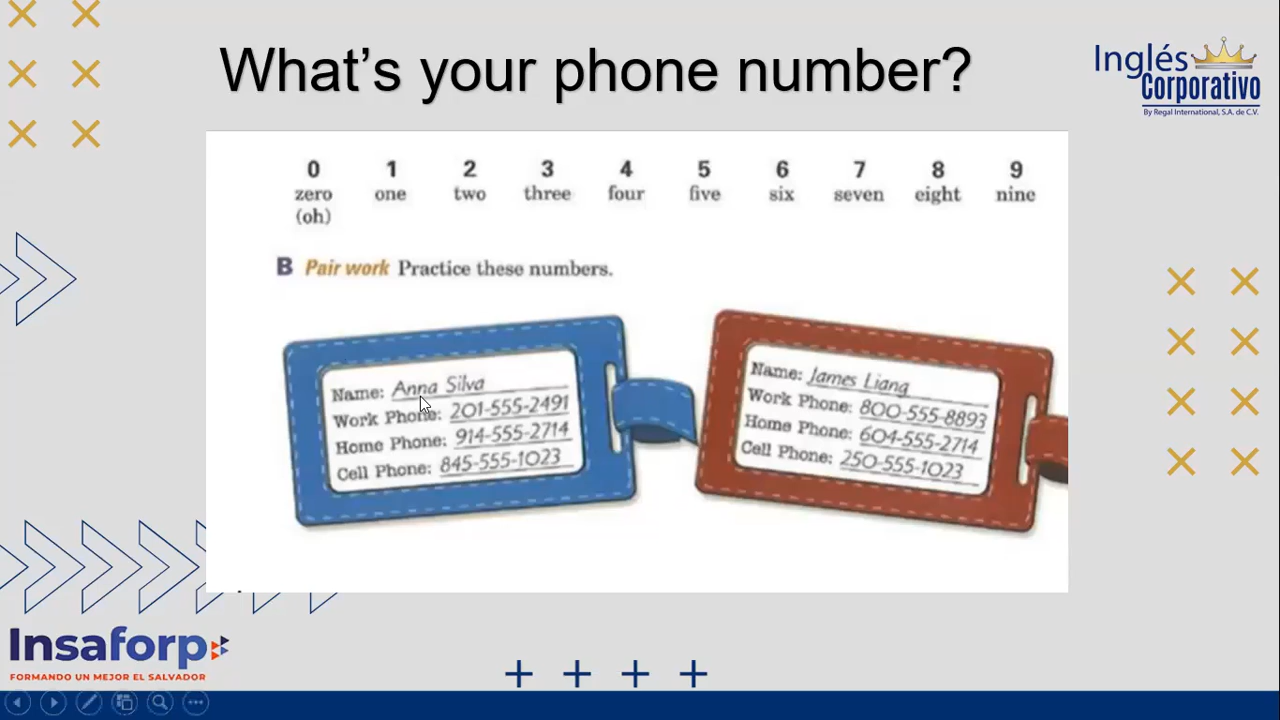 What's your phone number?
Inglés
Corporativo
By Regal International, S.A. de C.V.
0 1 2 3 4 5 6 7 8 9
zero one two three four five six seven eight nine
(oh)
B Pair work Practice these numbers.
Name: Anna Silva
Work Phone: 201-555-2491
Home Phone: 914-555-2714
Cell Phone: 845-555-1023
Name: James Liang
Work Phone: 800-555-8893
Home Phone: 604-555-2714
Cell Phone: 250-555-1023
Insaforp
FORMANDO UN MEJOR EL SALVADOR